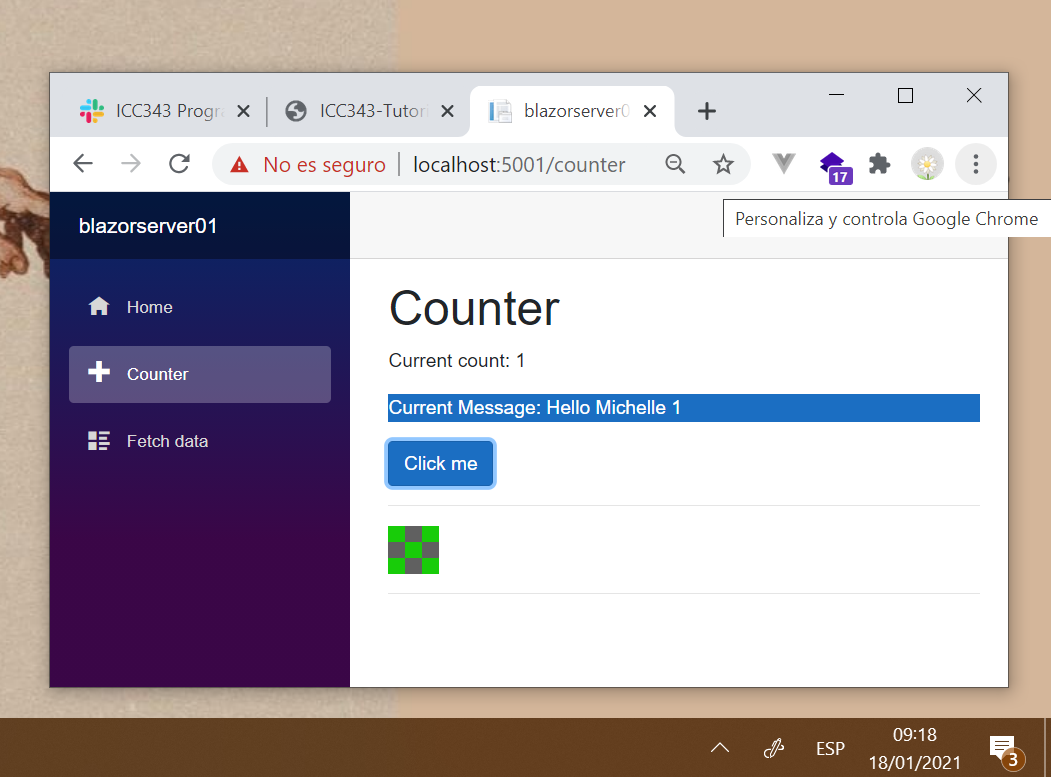 ICC343 Progra
ICC343-Tutori
blazorserver0
No es seguro
localhost:5001/counter
17
Personaliza y controla Google Chrome
blazorserver01
Home
Counter
Fetch data
Counter
Current count: 1
Current Message: Hello Michelle 1
Click me
ESP
09:18
18/01/2021
3